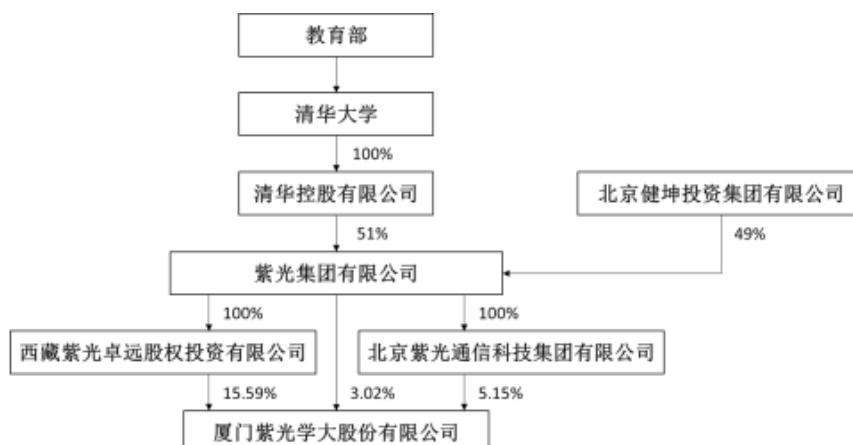 教育部
清华大学
100%
清华控股有限公司
北京健坤投资集团有限公司
51%
49%
紫光集团有限公司
100%
100%
西藏紫光卓远股权投资有限公司
北京紫光通信科技集团有限公司
15.59%
3.02%
5.15%
厦门紫光学大股份有限公司